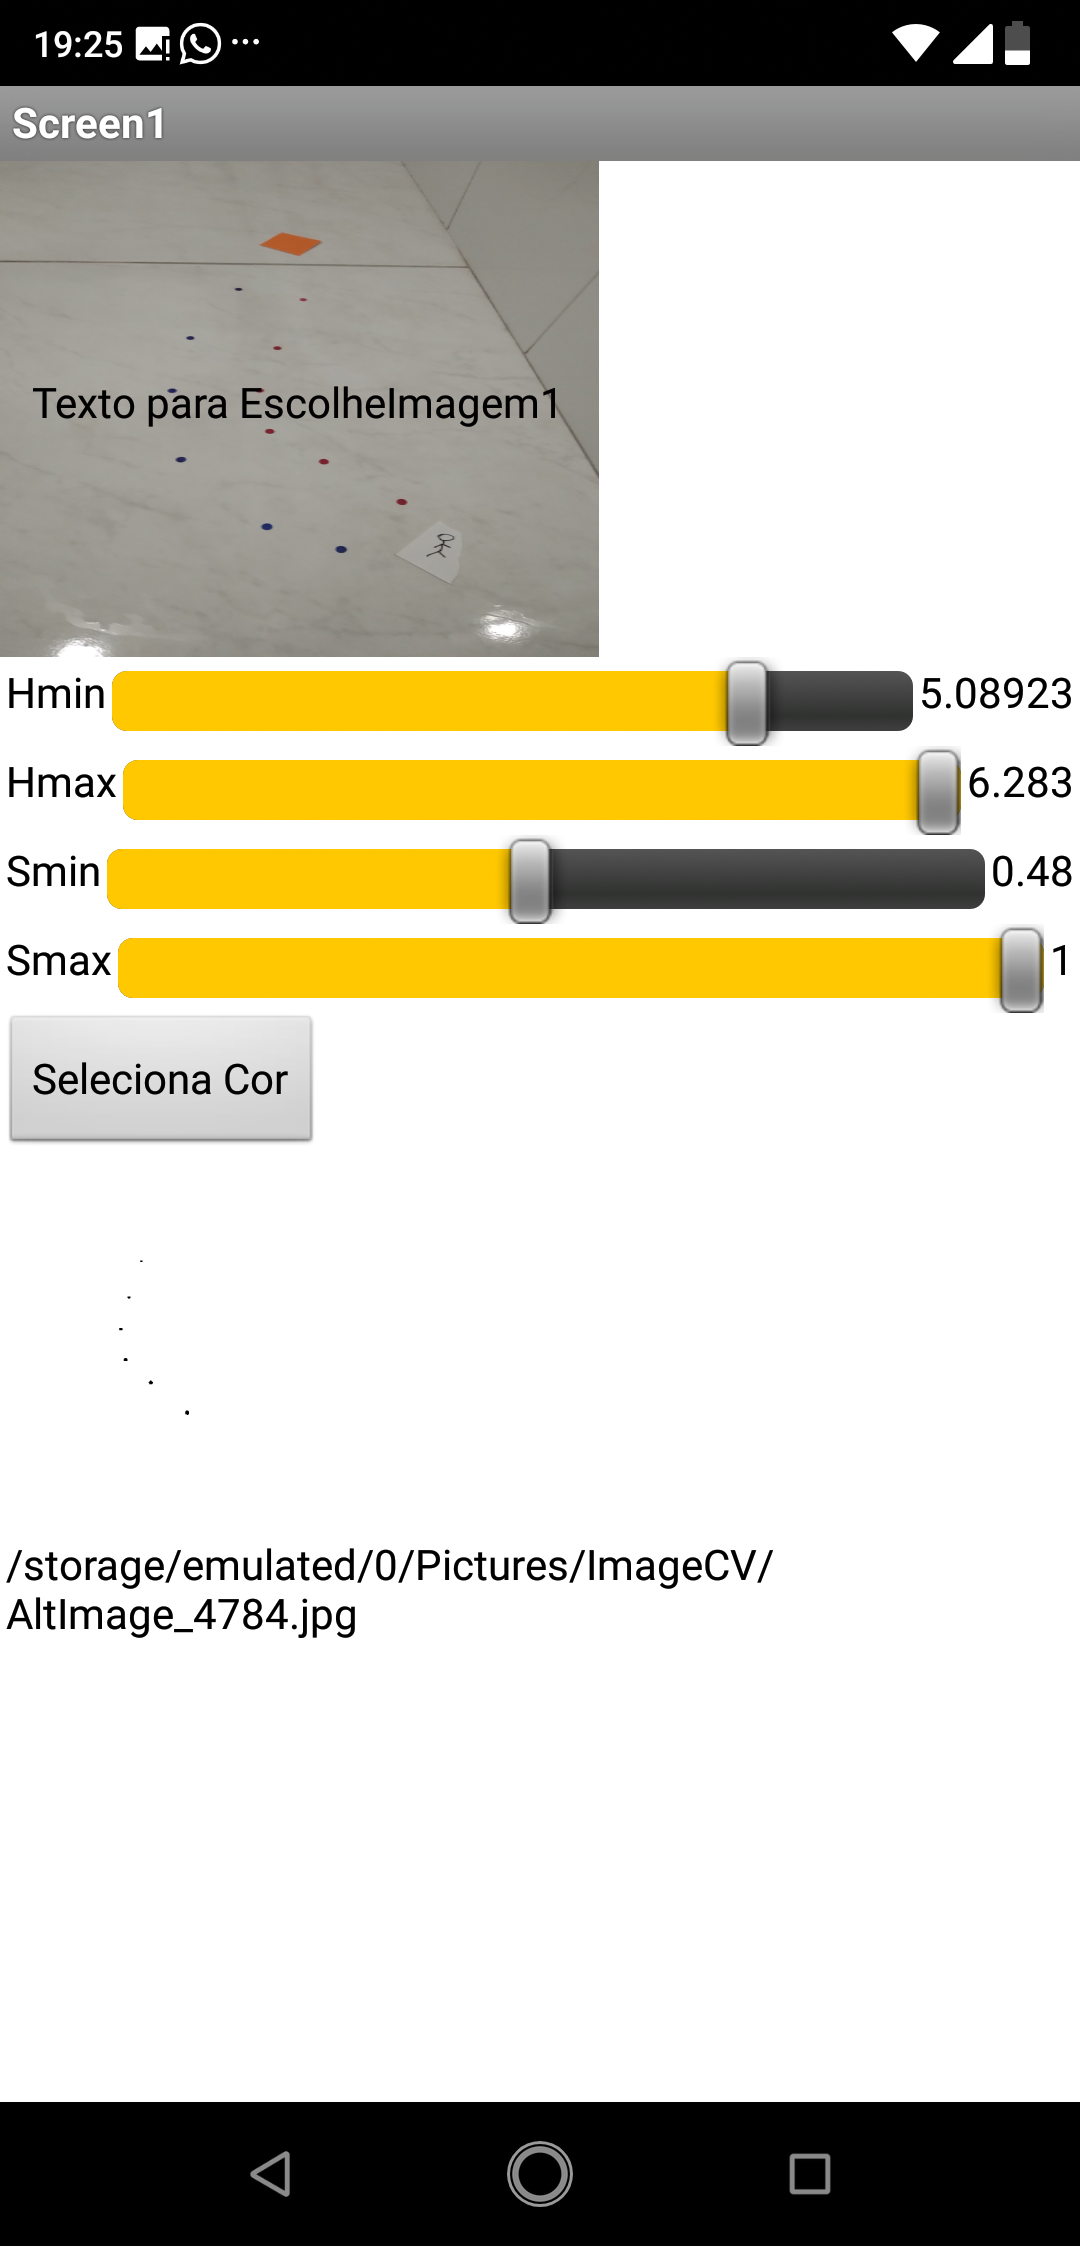 19:25
Screen1
Texto para EscolheImagem1
Hmin 5.08923
Hmax 6.283
Smin 0.48
Smax 1
Seleciona Cor
/storage/emulated/0/Pictures/ImageCV/
AltImage_4784.jpg